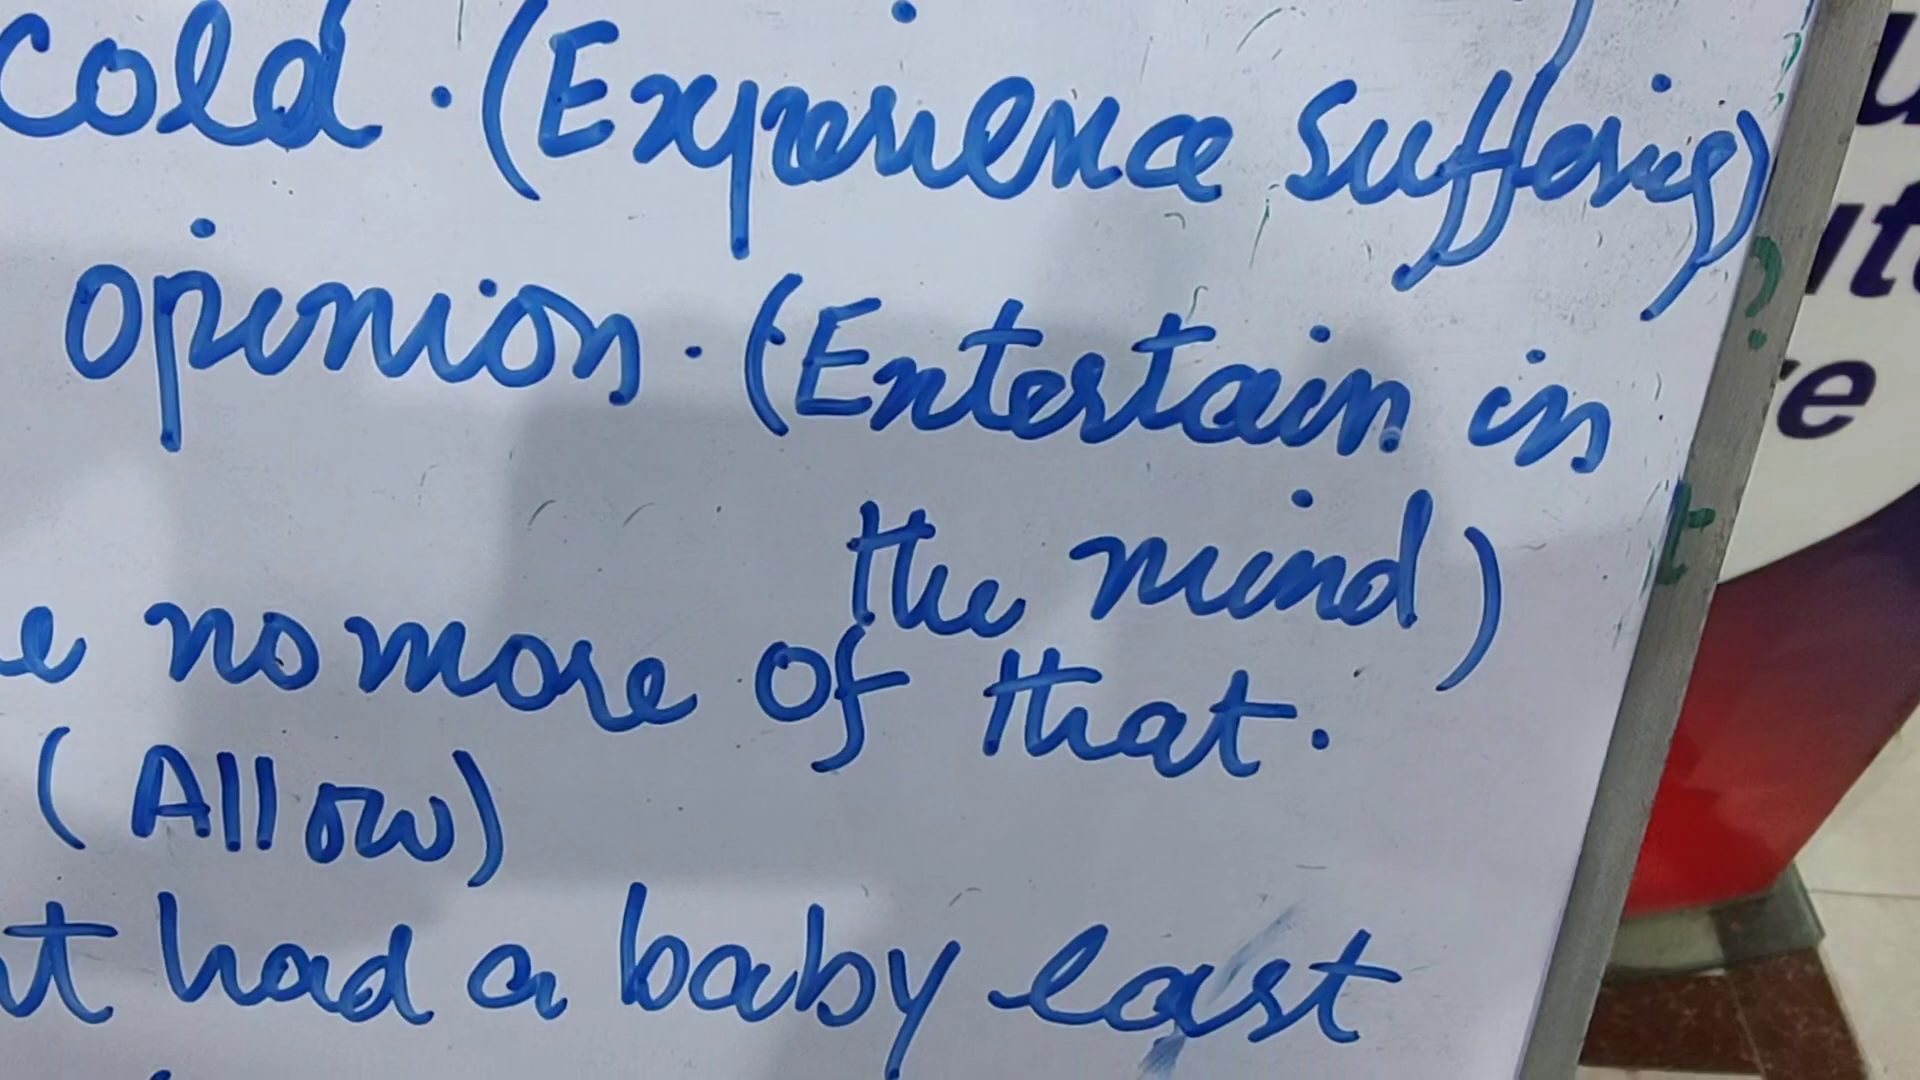 cold. (Experience suffering)
opinion. (Entertain in
the mind)
no more of that.
(Allow)
had a baby last